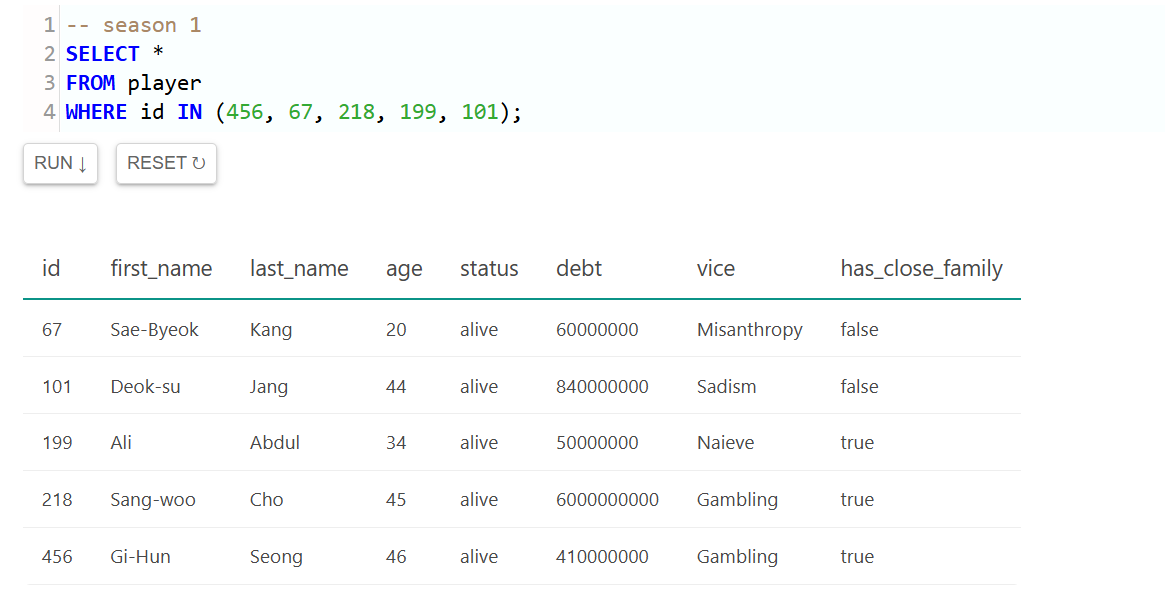 1 -- season 1
2 SELECT *
3 FROM player
4 WHERE id IN (456, 67, 218, 199, 101);
RUN ↓ RESET ↻
id first_name last_name age status debt vice has_close_family
67 Sae-Byeok Kang 20 alive 60000000 Misanthropy false
101 Deok-su Jang 44 alive 840000000 Sadism false
199 Ali Abdul 34 alive 50000000 Naieve true
218 Sang-woo Cho 45 alive 6000000000 Gambling true
456 Gi-Hun Seong 46 alive 410000000 Gambling true